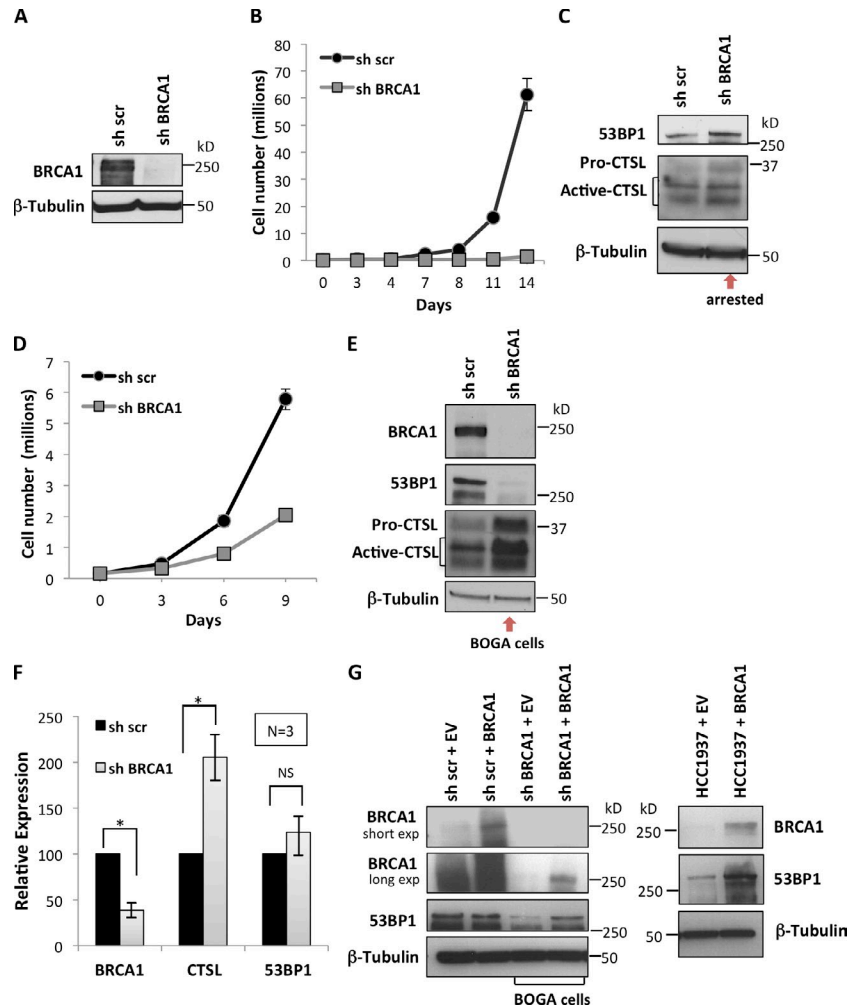 A
sh scr
sh BRCA1
kD
BRCA1
250
β-Tubulin
50
B
sh scr
sh BRCA1
Cell number (millions)
80
70
60
50
40
30
20
10
0
0 3 4 7 8 11 14
Days
C
sh scr
sh BRCA1
kD
53BP1
250
Pro-CTSL
37
Active-CTSL
β-Tubulin
50
arrested
D
sh scr
sh BRCA1
Cell number (millions)
7
6
5
4
3
2
1
0
0 3 6 9
Days
E
sh scr
sh BRCA1
kD
BRCA1
250
53BP1
250
Pro-CTSL
37
Active-CTSL
β-Tubulin
50
BOGA cells
F
sh scr
sh BRCA1
N=3
Relative Expression
250
200
150
100
50
0
*
*
NS
BRCA1 CTSL 53BP1
G
sh scr + EV
sh scr + BRCA1
sh BRCA1 + EV
sh BRCA1 + BRCA1
kD
BRCA1
short exp
250
BRCA1
long exp
250
53BP1
250
β-Tubulin
50
BOGA cells
HCC1937 + EV
HCC1937 + BRCA1
kD
250
BRCA1
250
53BP1
50
β-Tubulin